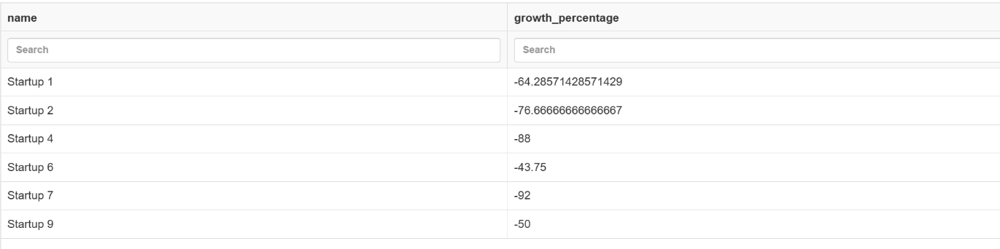 name growth_percentage
Search Search
Startup 1 -64.28571428571429
Startup 2 -76.66666666666667
Startup 4 -88
Startup 6 -43.75
Startup 7 -92
Startup 9 -50